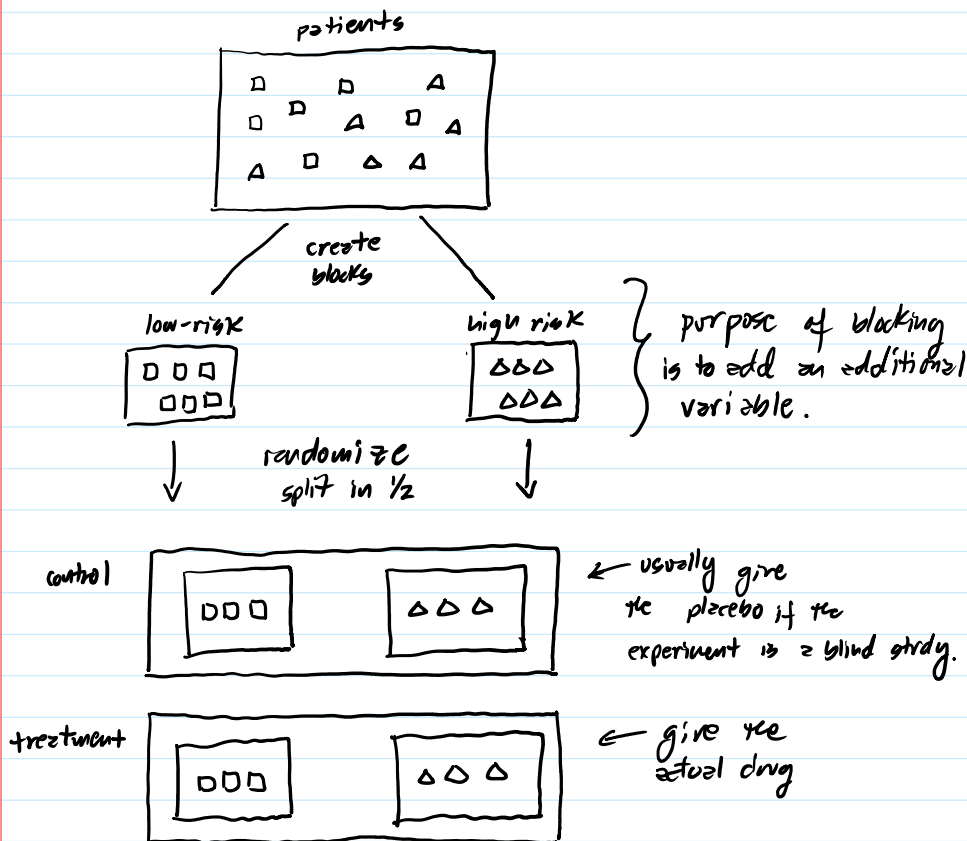 patients
create
blocks
low-risk
high risk
purpose of blocking
is to add an additional
variable.
randomize
split in 1/2
control
← usually give
the placebo if the
experiment is a blind study.
treatment
← give the
actual drug